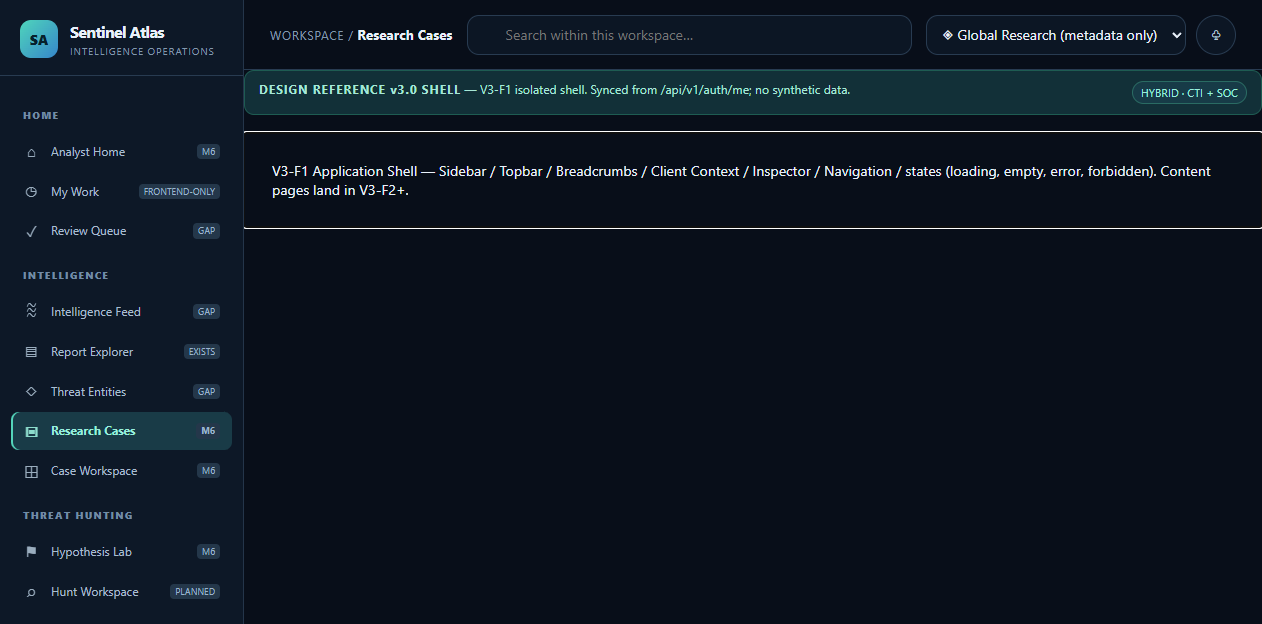 SA
Sentinel Atlas
INTELLIGENCE OPERATIONS
WORKSPACE / Research Cases
Search within this workspace...
◈ Global Research (metadata only)
DESIGN REFERENCE v3.0 SHELL — V3-F1 isolated shell. Synced from /api/v1/auth/me; no synthetic data.
HYBRID · CTI + SOC
V3-F1 Application Shell — Sidebar / Topbar / Breadcrumbs / Client Context / Inspector / Navigation / states (loading, empty, error, forbidden). Content
pages land in V3-F2+.
HOME
Analyst Home M6
My Work FRONTEND-ONLY
Review Queue GAP
INTELLIGENCE
Intelligence Feed GAP
Report Explorer EXISTS
Threat Entities GAP
Research Cases M6
Case Workspace M6
THREAT HUNTING
Hypothesis Lab M6
Hunt Workspace PLANNED